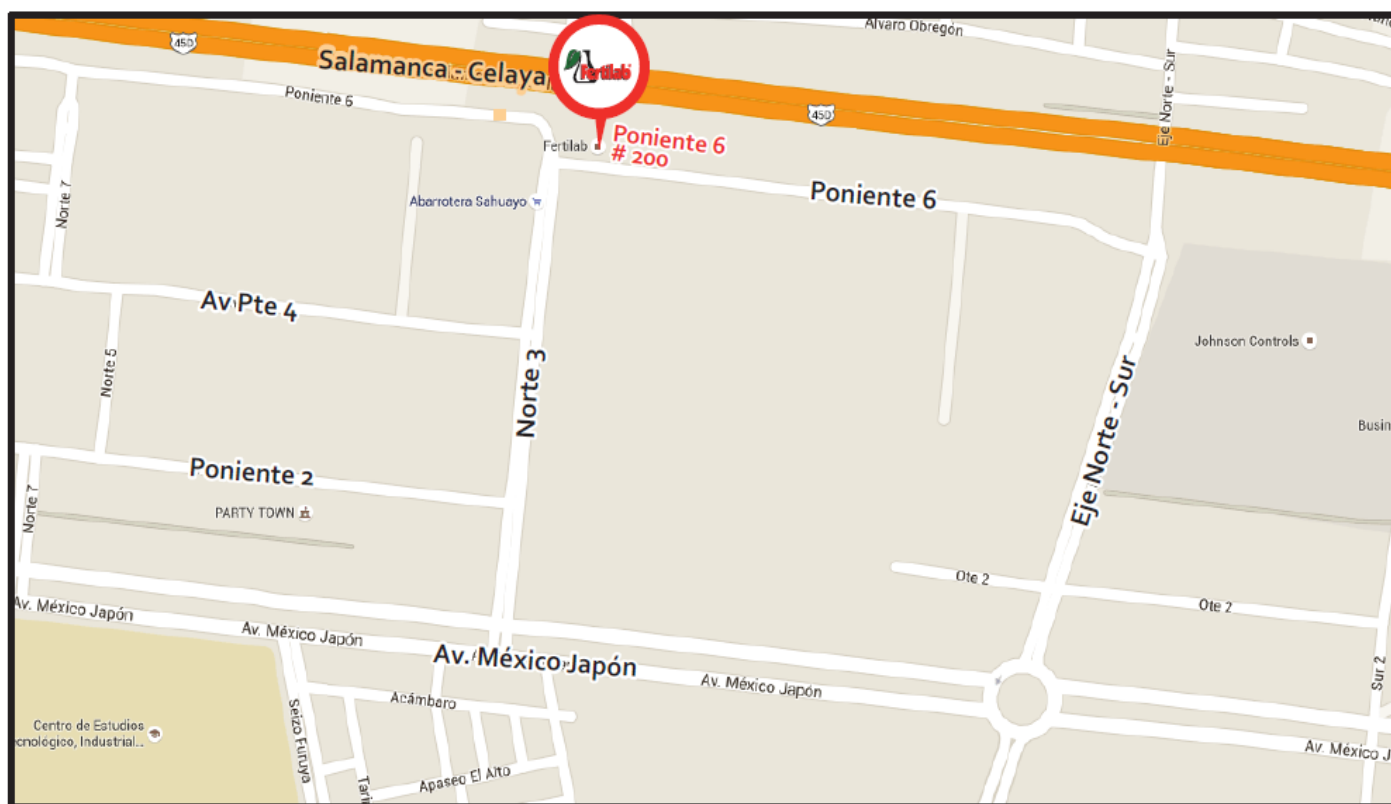 Alvaro Obregón
45D
Salamanca - Celaya
Fertilab
Eje Norte - Sur
Poniente 6
45D
Fertilab
Poniente 6
# 200
Norte 7
Abarrotera Sahuayo
Poniente 6
Av Pte 4
Johnson Controls
Norte 5
Norte 3
Eje Norte - Sur
Busin
Poniente 2
Norte 7
PARTY TOWN
Ote 2
Ote 2
Av. México Japón
Av. México Japón
Av. México Japón
Av. México Japón
Sur 2
Acámbaro
Seizo Furuya
Centro de Estudios
ecnológico, Industrial...
Av. México J
Apaseo El Alto
Tari